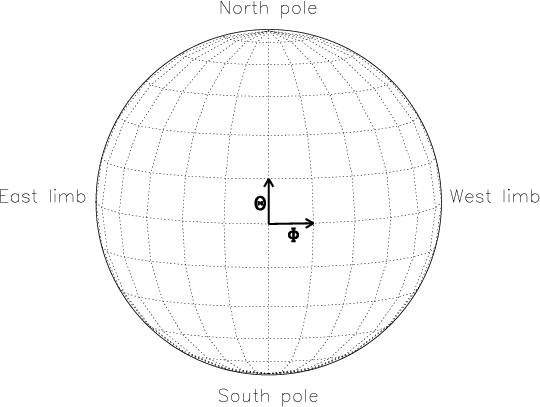 North pole
East limb
Θ
West limb
Φ
South pole